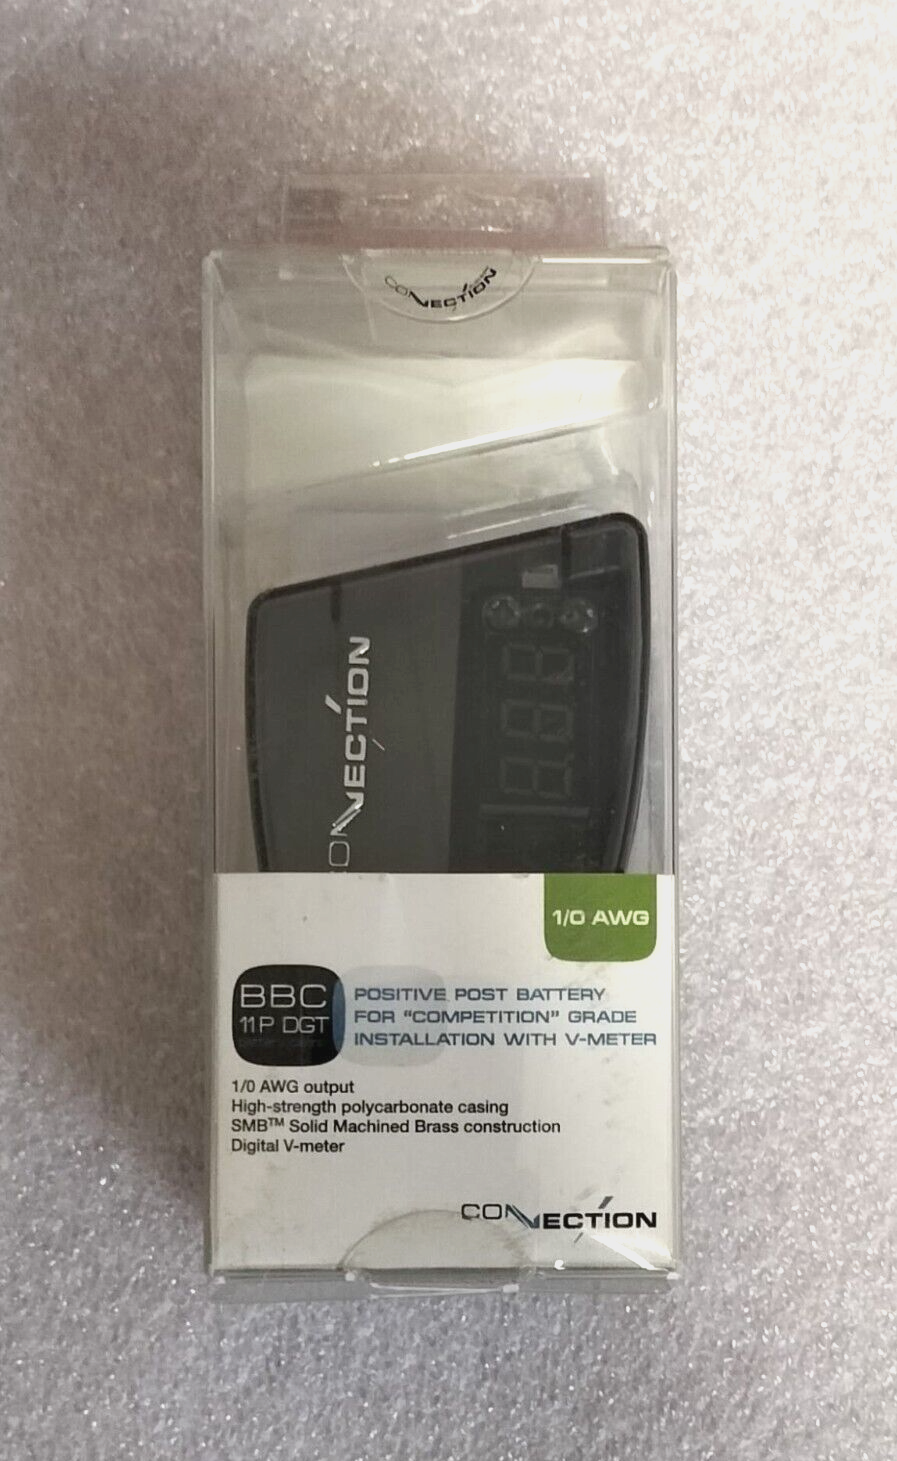 CONNECTION
CONNECTION
1/0 AWG
BBC
11P DGT
POSITIVE POST BATTERY
FOR “COMPETITION” GRADE
INSTALLATION WITH V-METER
1/0 AWG output
High-strength polycarbonate casing
SMB™ Solid Machined Brass construction
Digital V-meter
CONNECTION